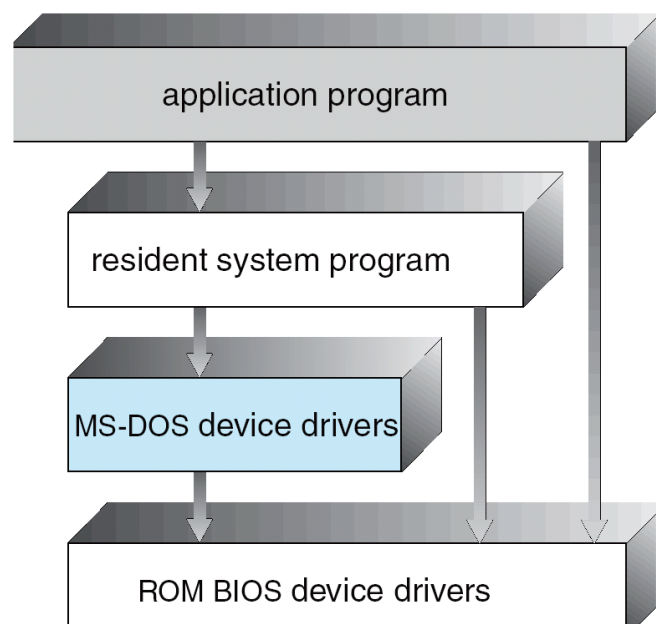 application program
resident system program
MS-DOS device drivers
ROM BIOS device drivers